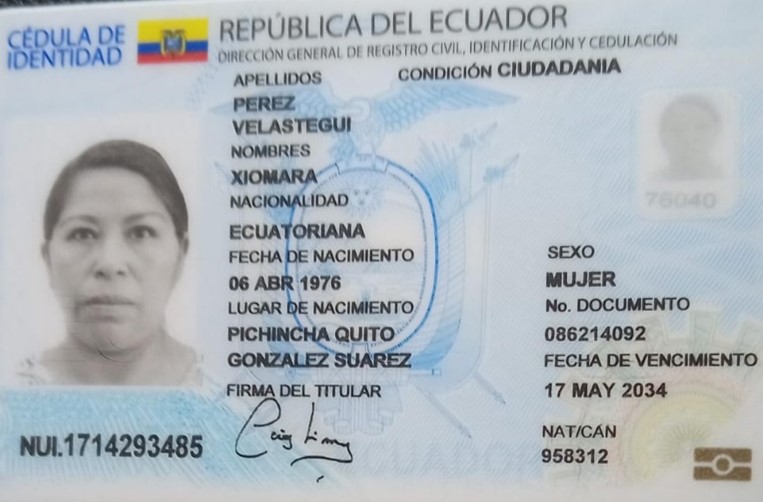 CÉDULA DE
IDENTIDAD
REPÚBLICA DEL ECUADOR
DIRECCIÓN GENERAL DE REGISTRO CIVIL, IDENTIFICACIÓN Y CEDULACIÓN
APELLIDOS
CONDICIÓN CIUDADANIA
PEREZ
VELASTEGUI
NOMBRES
XIOMARA
NACIONALIDAD
ECUATORIANA
FECHA DE NACIMIENTO
06 ABR 1976
LUGAR DE NACIMIENTO
PICHINCHA QUITO
GONZALEZ SUAREZ
FIRMA DEL TITULAR
76040
SEXO
MUJER
No. DOCUMENTO
086214092
FECHA DE VENCIMIENTO
17 MAY 2034
NAT/CAN
958312
NUI.1714293485
ECUADOR